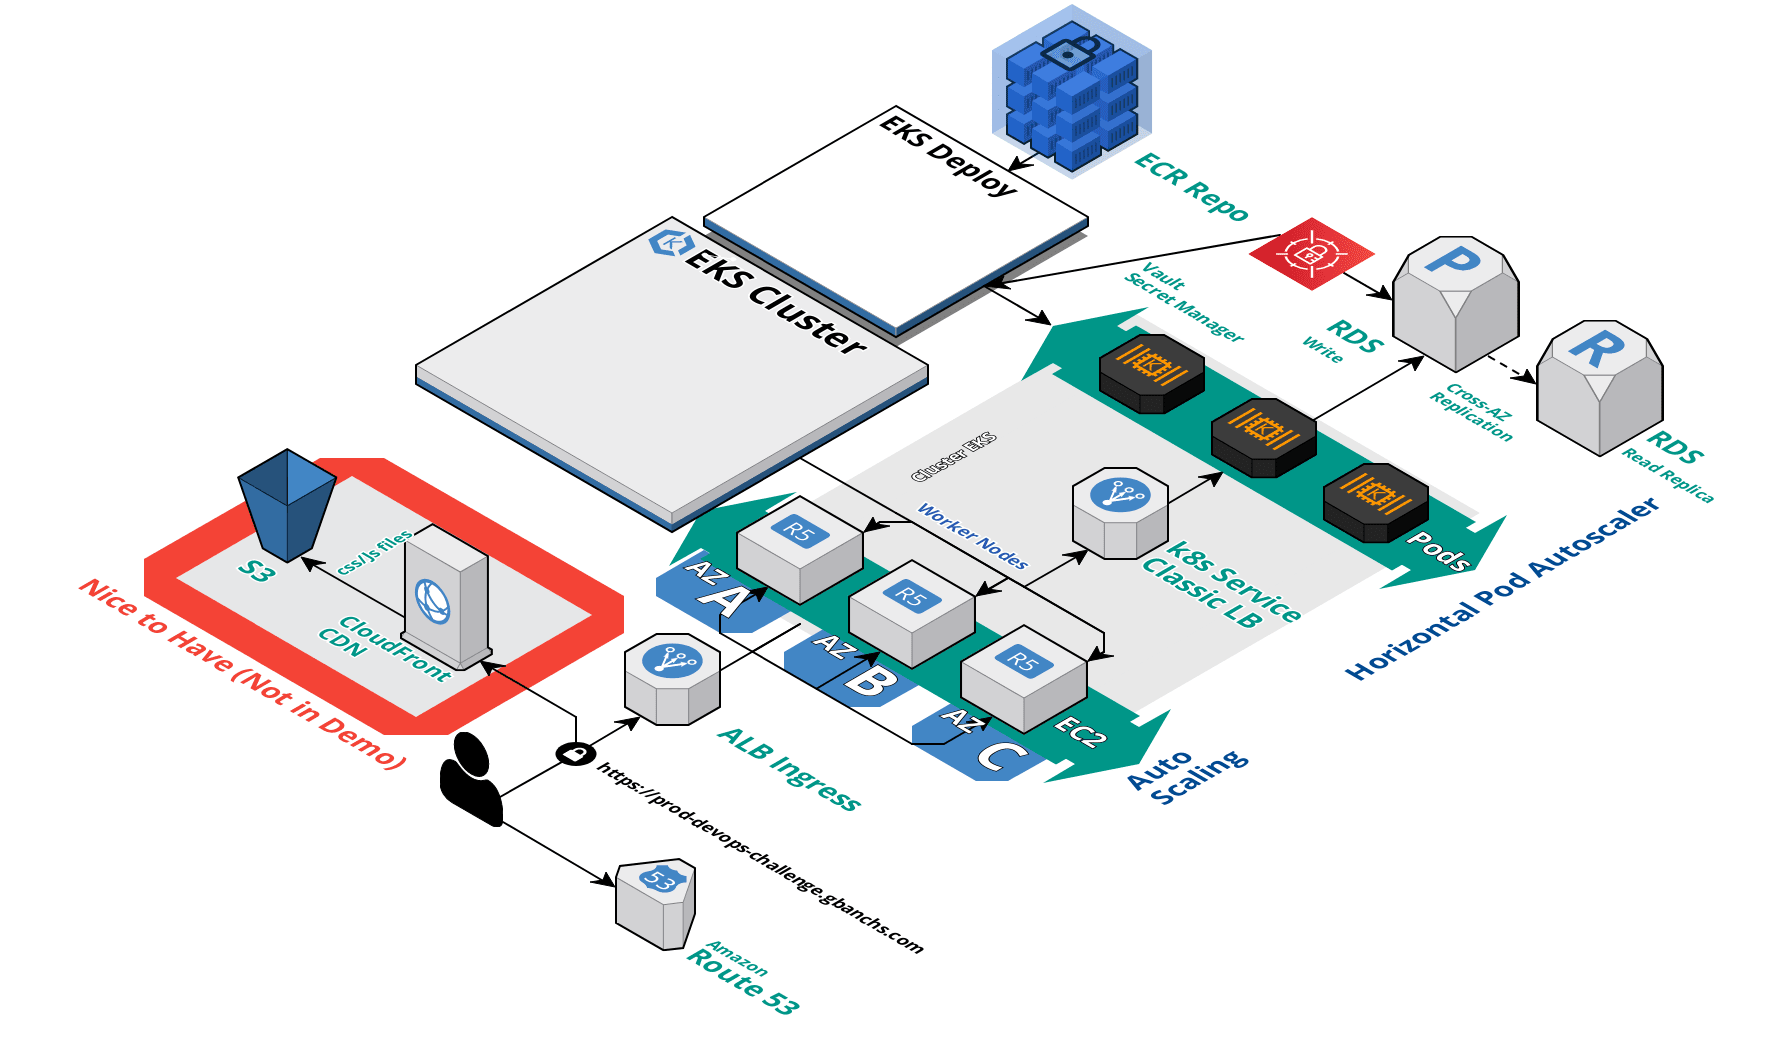 ECR Repo
EKS Deploy
K
EKS Cluster
Vault
Secret Manager
P
RDS
Write
R
Cross-AZ
Replication
RDS
Read Replica
K
K
K
Pods
Horizontal Pod Autoscaler
Cluster EKS
Worker Nodes
k8s Service
Classic LB
R5
R5
R5
AZ A
AZ B
AZ C
EC2
Auto
Scaling
S3
css/js files
CloudFront
CDN
Nice to Have (Not in Demo)
ALB Ingress
https://prod-devops-challenge.gbanchs.com
53
Amazon
Route 53